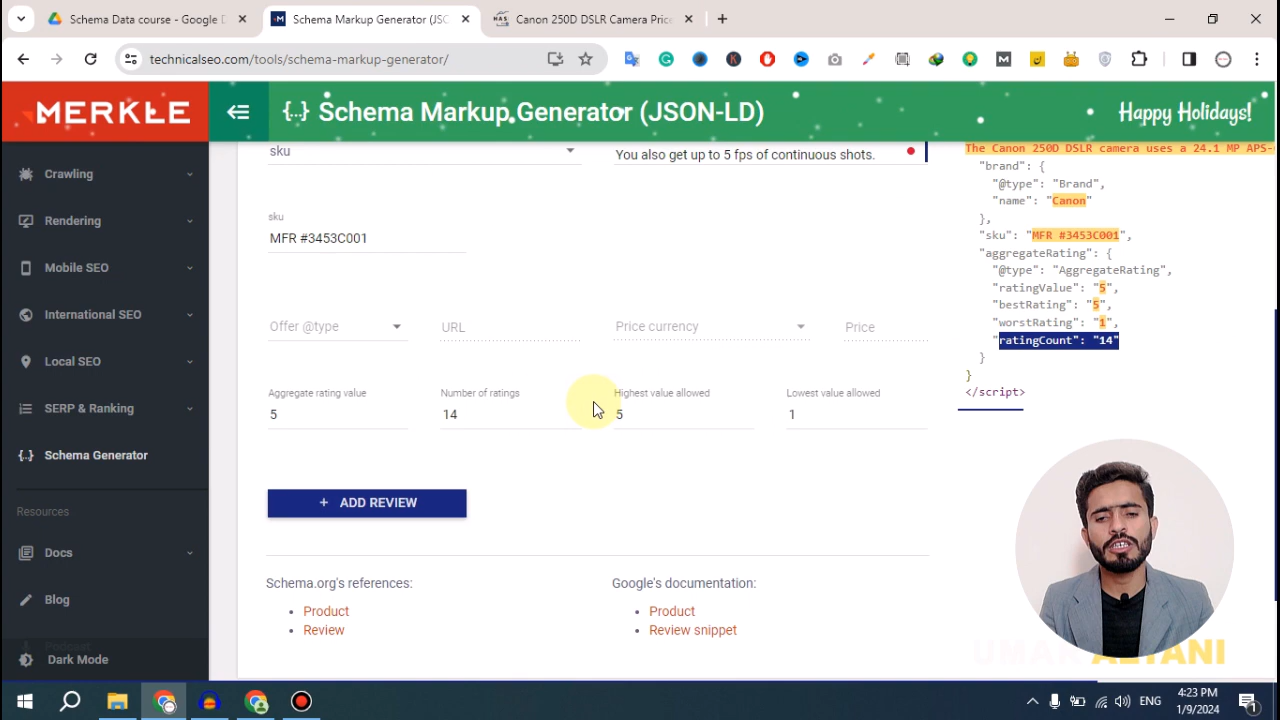 Schema Data course - Google D
Schema Markup Generator (JSO
Canon 250D DSLR Camera Price
technicalseo.com/tools/schema-markup-generator/
MERKLE
{...} Schema Markup Generator (JSON-LD)
Happy Holidays!
Crawling
Rendering
Mobile SEO
International SEO
Local SEO
SERP & Ranking
{..} Schema Generator
Resources
Docs
Blog
Podcast
Dark Mode
sku
You also get up to 5 fps of continuous shots.
sku
MFR #3453C001
Offer @type
URL
Price currency
Price
Aggregate rating value
Number of ratings
Highest value allowed
Lowest value allowed
5
14
5
1
+ ADD REVIEW
Schema.org's references:
• Product
• Review
Google's documentation:
• Product
• Review snippet
The Canon 250D DSLR camera uses a 24.1 MP APS-
"brand": {
"@type": "Brand",
"name": "Canon"
},
"sku": "MFR #3453C001",
"aggregateRating": {
"@type": "AggregateRating",
"ratingValue": "5",
"bestRating": "5",
"worstRating": "1",
"ratingCount": "14"
}
}
</script>
UMAR ALYANI
ENG
4:23 PM
1/9/2024
1